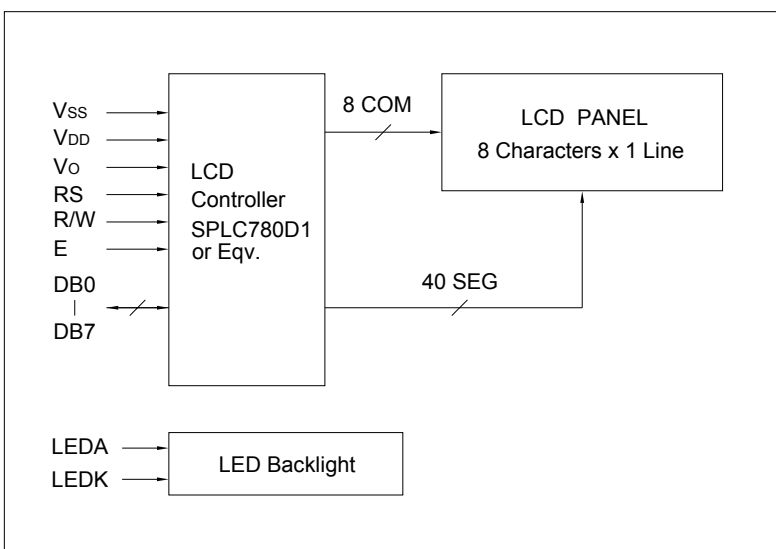 VSS
VDD
VO
RS
R/W
E
DB0
|
DB7
LCD
Controller
SPLC780D1
or Eqv.
8 COM
40 SEG
LCD PANEL
8 Characters x 1 Line
LEDA
LEDK
LED Backlight